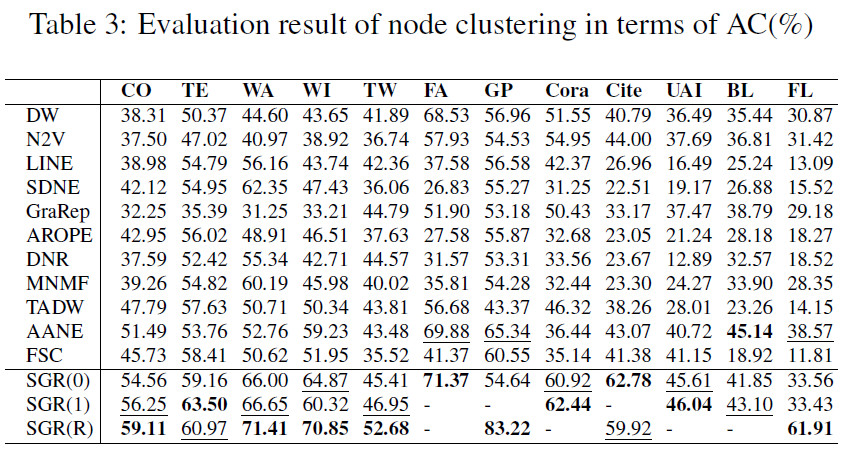 Table 3: Evaluation result of node clustering in terms of AC(%)
CO TE WA WI TW FA GP Cora Cite UAI BL FL
DW 38.31 50.37 44.60 43.65 41.89 68.53 56.96 51.55 40.79 36.49 35.44 30.87
N2V 37.50 47.02 40.97 38.92 36.74 57.93 54.53 54.95 44.00 37.69 36.81 31.42
LINE 38.98 54.79 56.16 43.74 42.36 37.58 56.58 42.37 26.96 16.49 25.24 13.09
SDNE 42.12 54.95 62.35 47.43 36.06 26.83 55.27 31.25 22.51 19.17 26.88 15.52
GraRep 32.25 35.39 31.25 33.21 44.79 51.90 53.18 50.43 33.17 37.47 38.79 29.18
AROPE 42.95 56.02 48.91 46.51 37.63 27.58 55.87 32.68 23.05 21.24 28.18 18.27
DNR 37.59 52.42 55.34 42.71 44.57 31.57 53.31 33.56 23.67 12.89 32.57 18.52
MNMF 39.26 54.82 60.19 45.98 40.02 35.81 54.28 32.44 23.30 24.27 33.90 28.35
TADW 47.79 57.63 50.71 50.34 43.81 56.68 43.37 46.32 38.26 28.01 23.26 14.15
AANE 51.49 53.76 52.76 59.23 43.48 69.88 65.34 36.44 43.07 40.72 45.14 38.57
FSC 45.73 58.41 50.62 51.95 35.52 41.37 60.55 35.14 41.38 41.15 18.92 11.81
SGR(0) 54.56 59.16 66.00 64.87 45.41 71.37 54.64 60.92 62.78 45.61 41.85 33.56
SGR(1) 56.25 63.50 66.65 60.32 46.95 - - 62.44 - 46.04 43.10 33.43
SGR(R) 59.11 60.97 71.41 70.85 52.68 - 83.22 - 59.92 - - 61.91